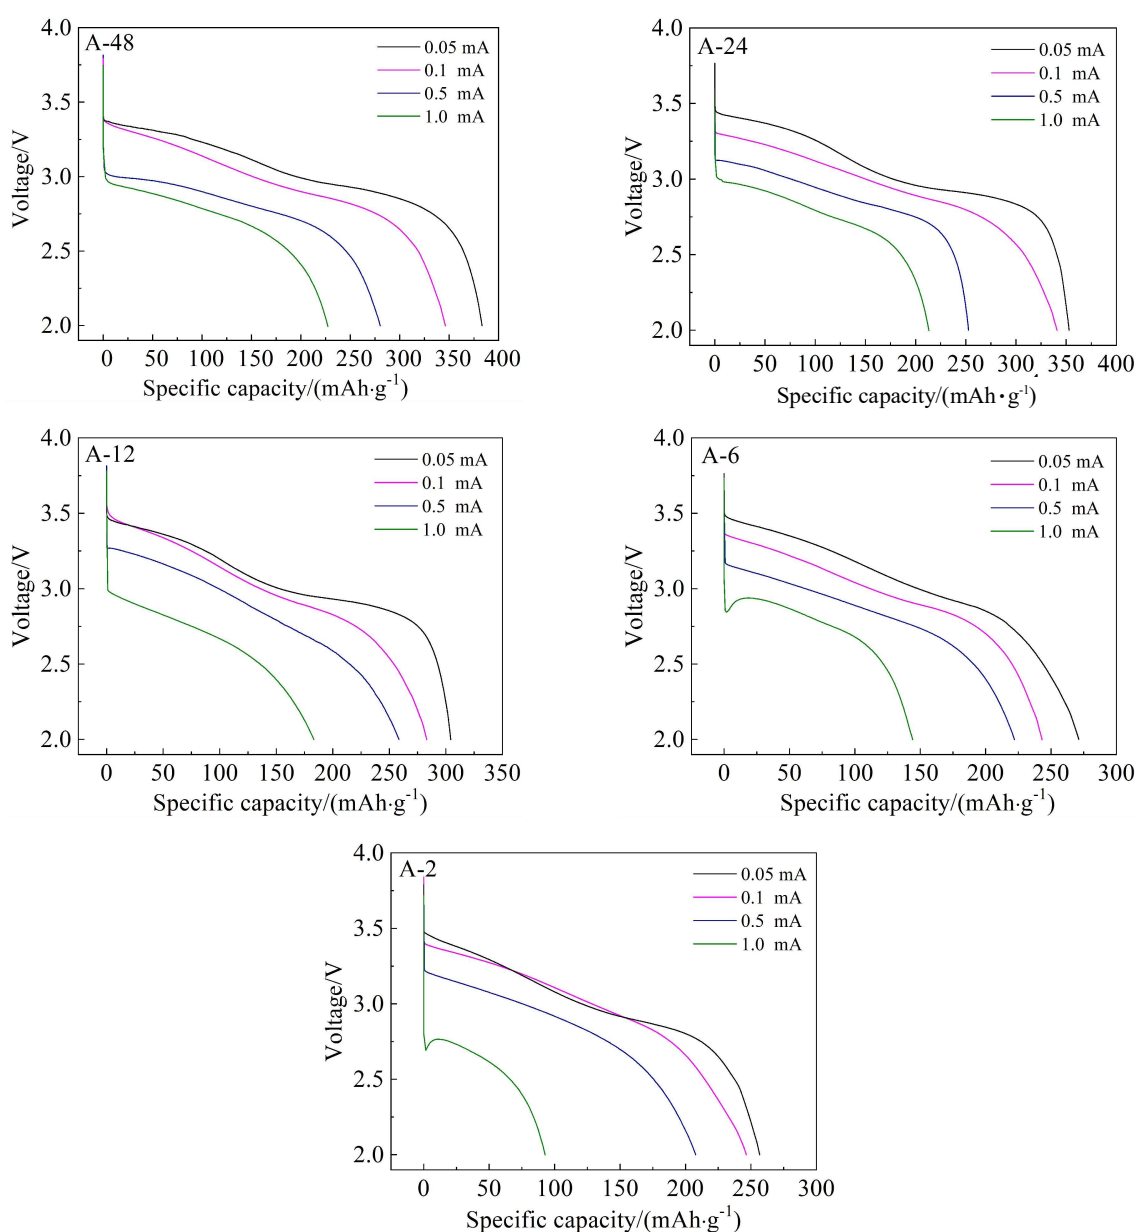 A-48
0.05 mA
0.1 mA
0.5 mA
1.0 mA
4.0
3.5
3.0
2.5
2.0
Voltage/V
0 50 100 150 200 250 300 350 400
Specific capacity/(mAh·g⁻¹)
A-24
0.05 mA
0.1 mA
0.5 mA
1.0 mA
4.0
3.5
3.0
2.5
2.0
Voltage/V
0 50 100 150 200 250 300 350 400
Specific capacity/(mAh·g⁻¹)
A-12
0.05 mA
0.1 mA
0.5 mA
1.0 mA
4.0
3.5
3.0
2.5
2.0
Voltage/V
0 50 100 150 200 250 300 350
Specific capacity/(mAh·g⁻¹)
A-6
0.05 mA
0.1 mA
0.5 mA
1.0 mA
4.0
3.5
3.0
2.5
2.0
Voltage/V
0 50 100 150 200 250 300
Specific capacity/(mAh·g⁻¹)
A-2
0.05 mA
0.1 mA
0.5 mA
1.0 mA
4.0
3.5
3.0
2.5
2.0
Voltage/V
0 50 100 150 200 250 300
Specific capacity/(mAh·g⁻¹)